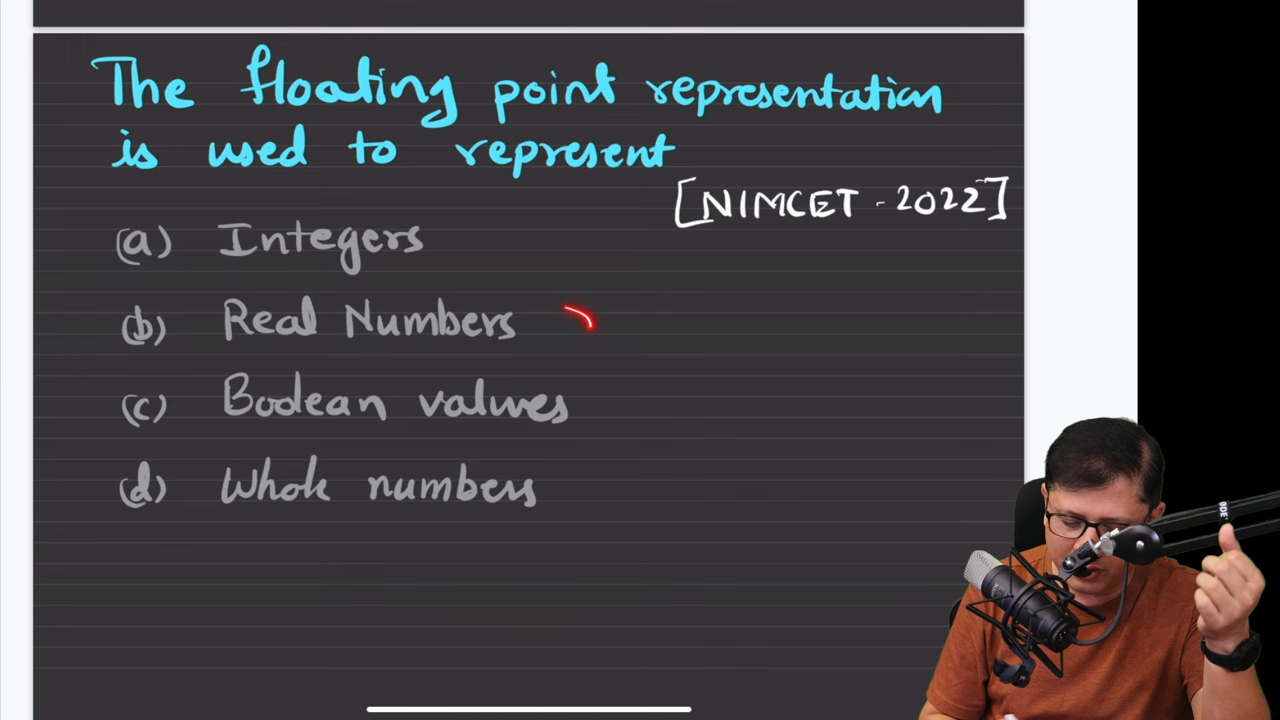 The floating point representation
is used to represent
[NIMCET - 2022]
(a) Integers
(b) Real Numbers
(c) Boolean values
(d) Whole numbers